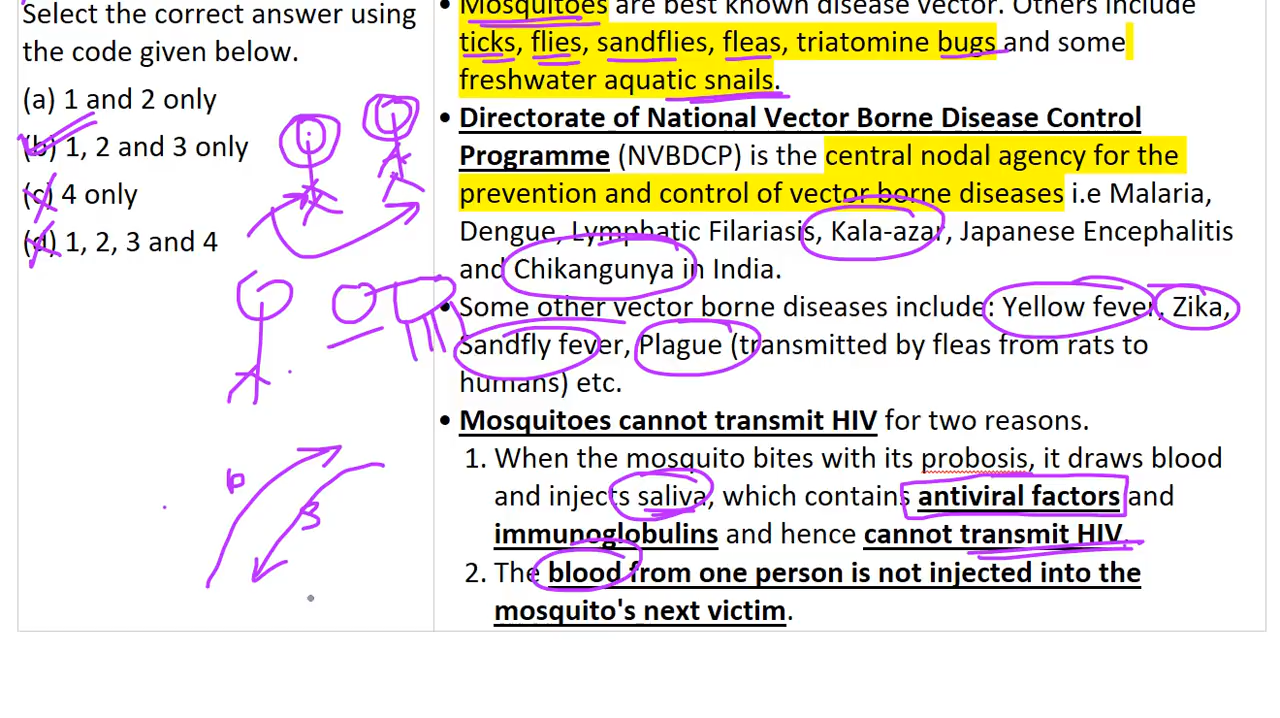 Select the correct answer using
the code given below.
(a) 1 and 2 only
(b) 1, 2 and 3 only
(c) 4 only
(d) 1, 2, 3 and 4
B
• Mosquitoes are best known disease vector. Others include
ticks, flies, sandflies, fleas, triatomine bugs and some
freshwater aquatic snails.
• Directorate of National Vector Borne Disease Control
Programme (NVBDCP) is the central nodal agency for the
prevention and control of vector borne diseases i.e Malaria,
Dengue, Lymphatic Filariasis, Kala-azar, Japanese Encephalitis
and Chikangunya in India.
• Some other vector borne diseases include: Yellow fever, Zika,
Sandfly fever, Plague (transmitted by fleas from rats to
humans) etc.
• Mosquitoes cannot transmit HIV for two reasons.
1. When the mosquito bites with its probosis, it draws blood
and injects saliva, which contains antiviral factors and
immunoglobulins and hence cannot transmit HIV.
2. The blood from one person is not injected into the
mosquito's next victim.